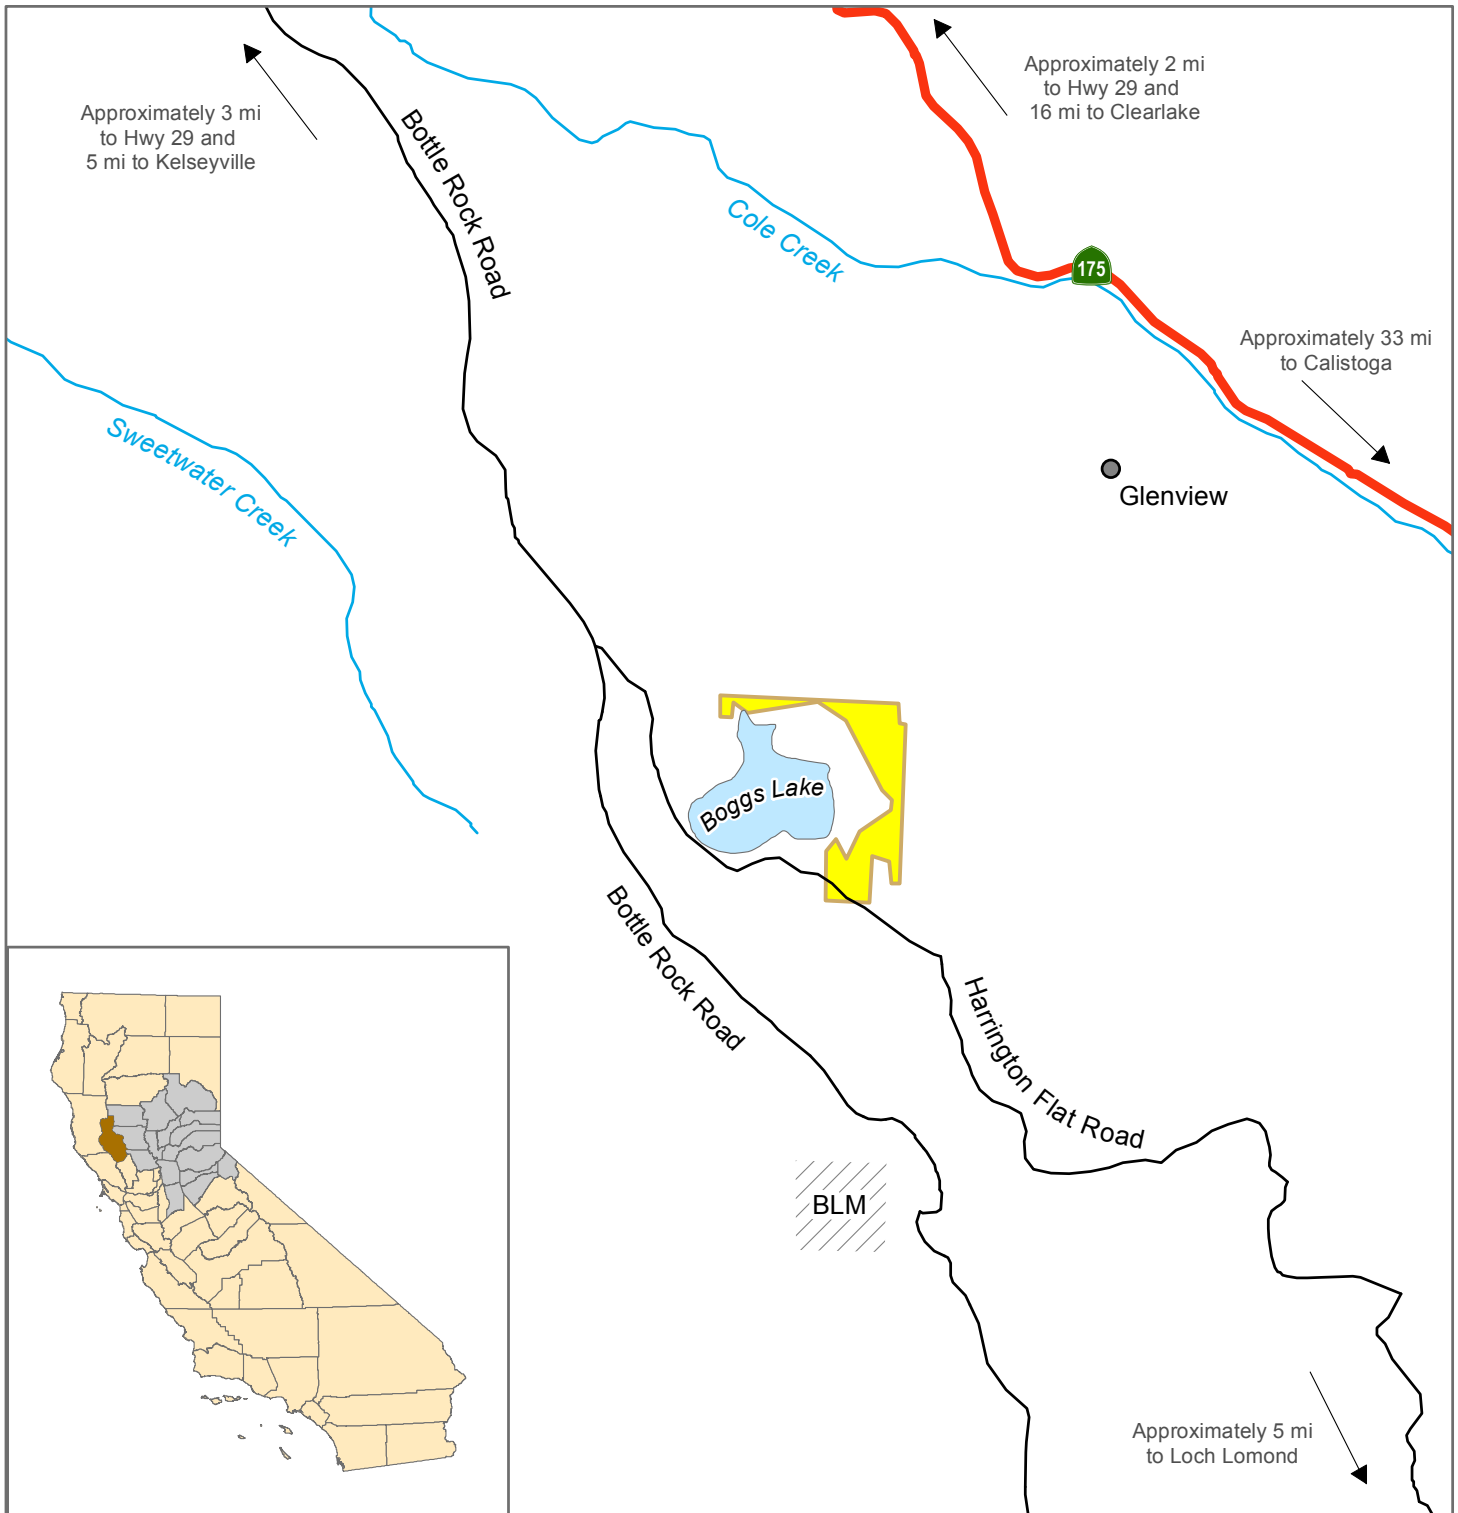 Approximately 2 mi
to Hwy 29 and
16 mi to Clearlake
Approximately 3 mi
to Hwy 29 and
5 mi to Kelseyville
Bottle Rock Road
Cole Creek
175
Approximately 33 mi
to Calistoga
Sweetwater Creek
Glenview
Boggs Lake
Bottle Rock Road
Harrington Flat Road
BLM
Approximately 5 mi
to Loch Lomond